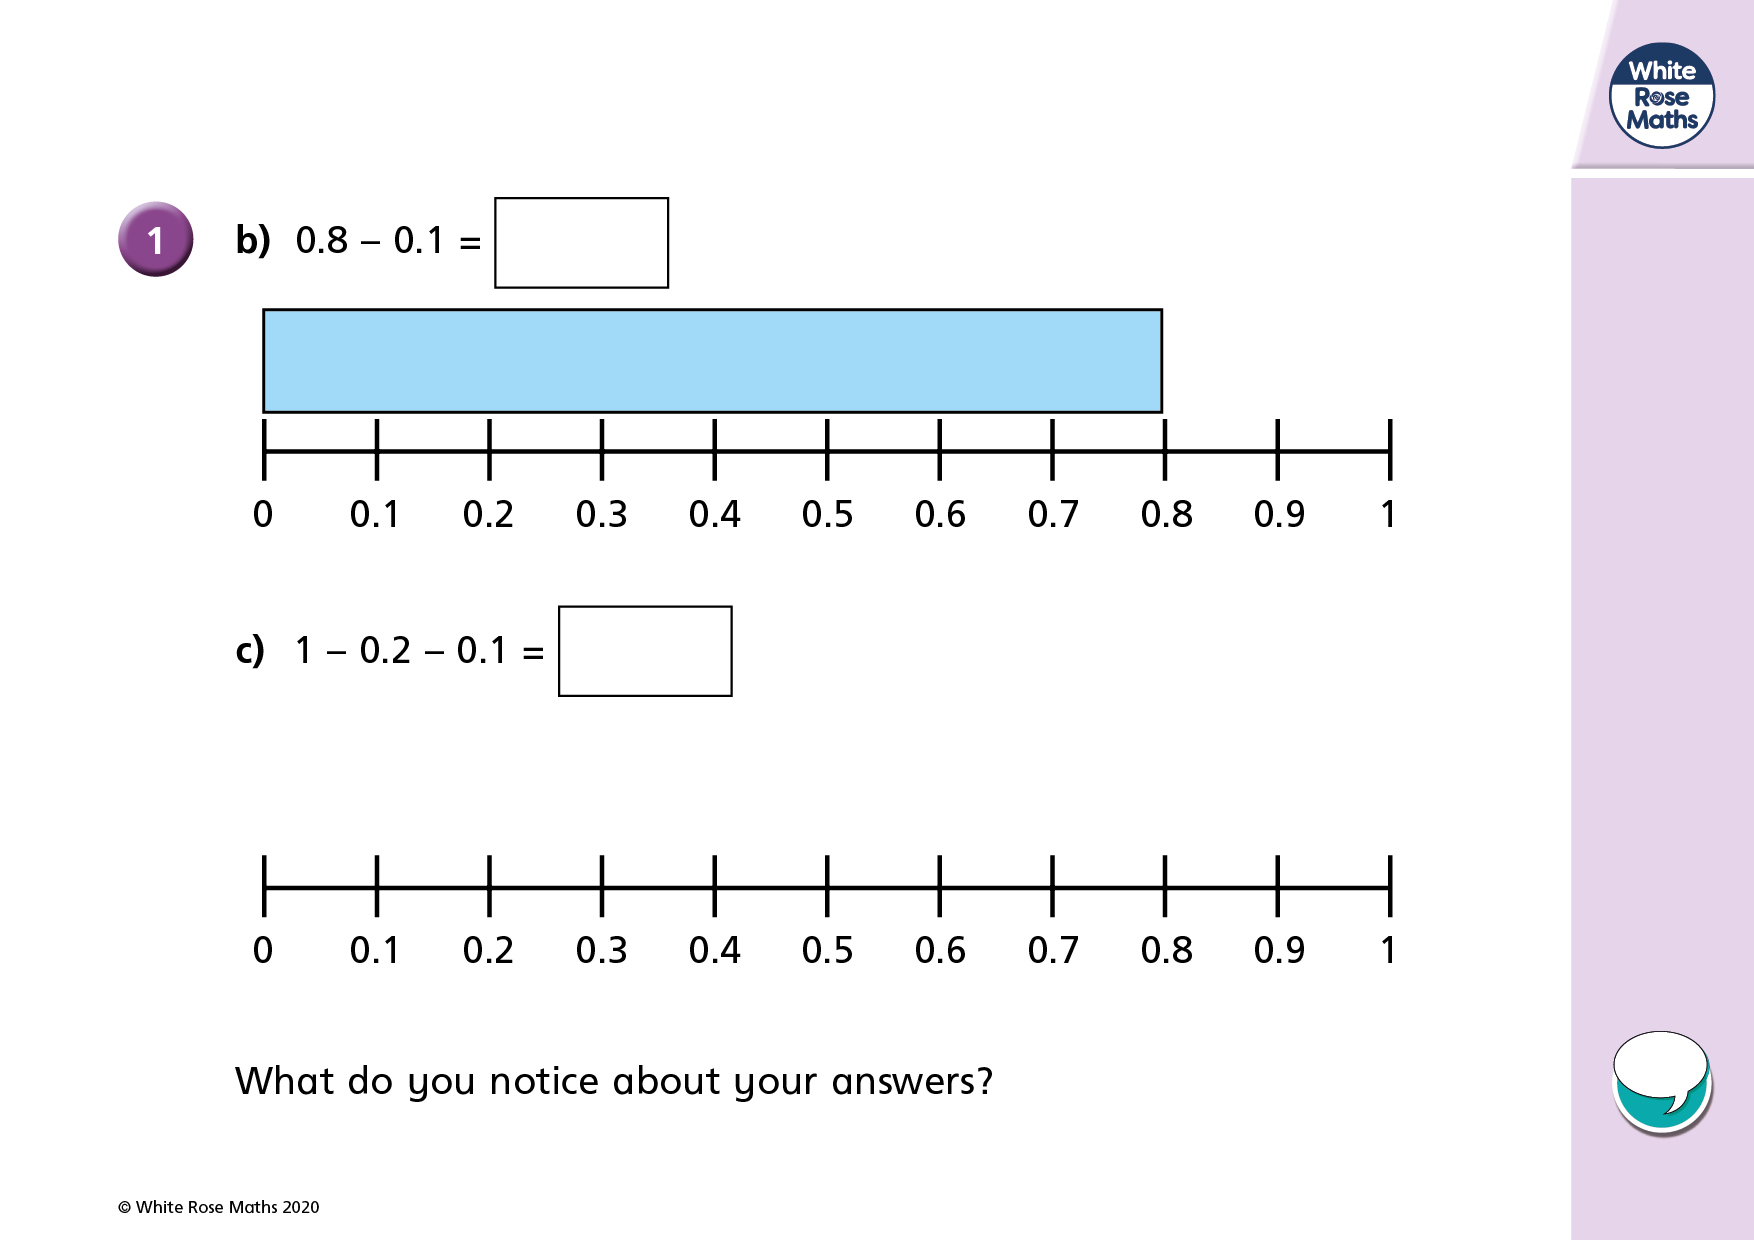 White
Rose
Maths
1 b) 0.8 – 0.1 =
0 0.1 0.2 0.3 0.4 0.5 0.6 0.7 0.8 0.9 1
c) 1 – 0.2 – 0.1 =
0 0.1 0.2 0.3 0.4 0.5 0.6 0.7 0.8 0.9 1
What do you notice about your answers?
© White Rose Maths 2020